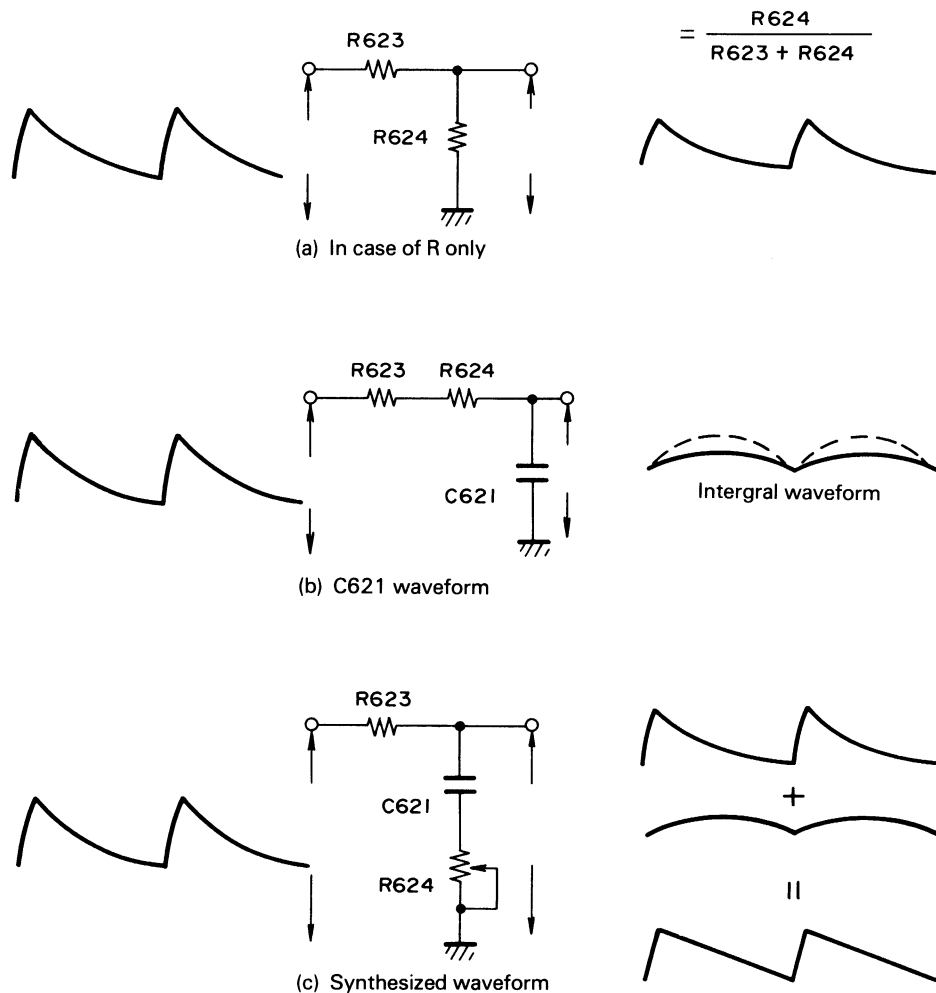 = R624 / R623 + R624
R623
R624
(a) In case of R only
R623 R624
C621
Intergral waveform
(b) C621 waveform
R623
C621
+
R624
=
(c) Synthesized waveform